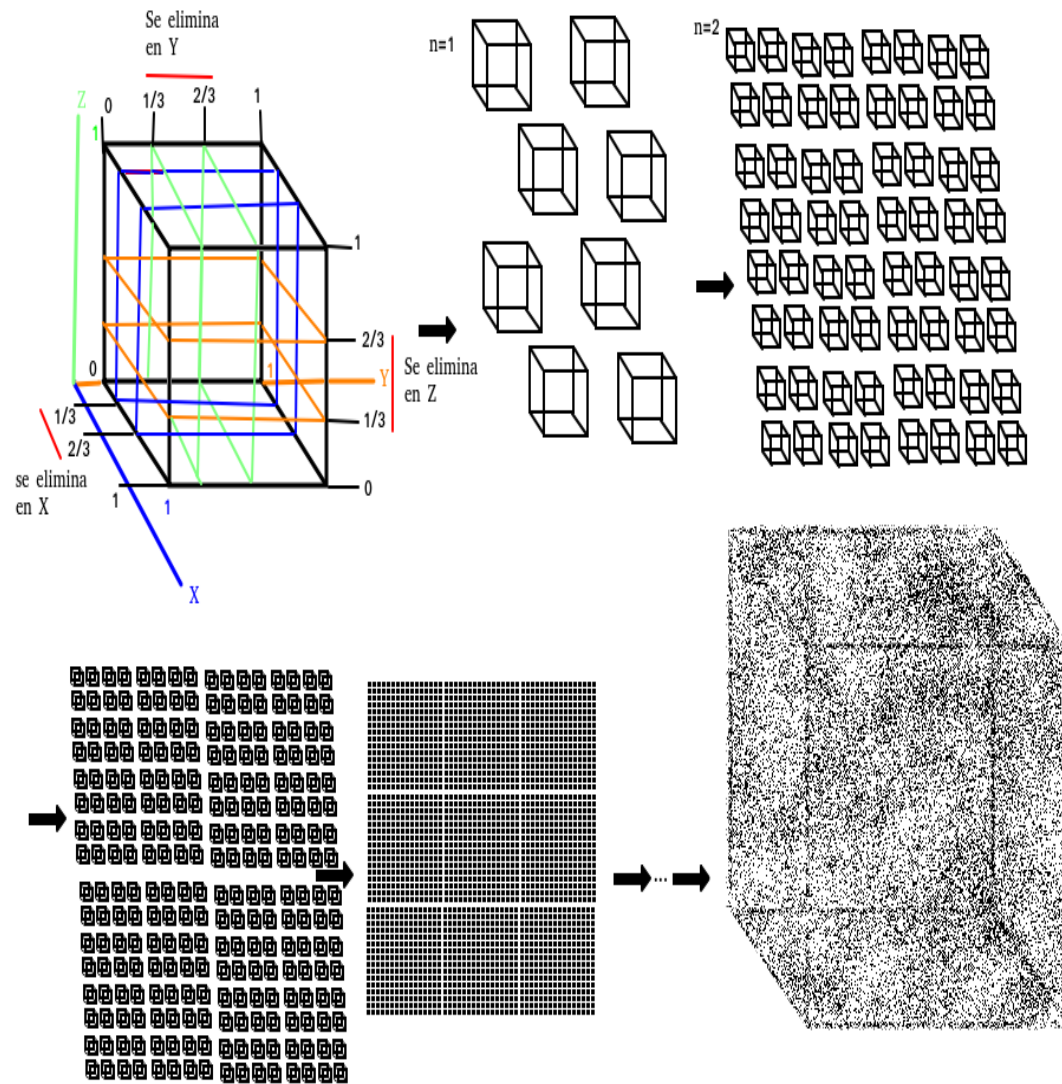 Se elimina
en Y
Z
0
1/3
2/3
1
1
n=1
n=2
1
2/3
1/3
0
Se elimina
en Z
0
1
Y
1/3
2/3
se elimina
en X
1
1
X
...